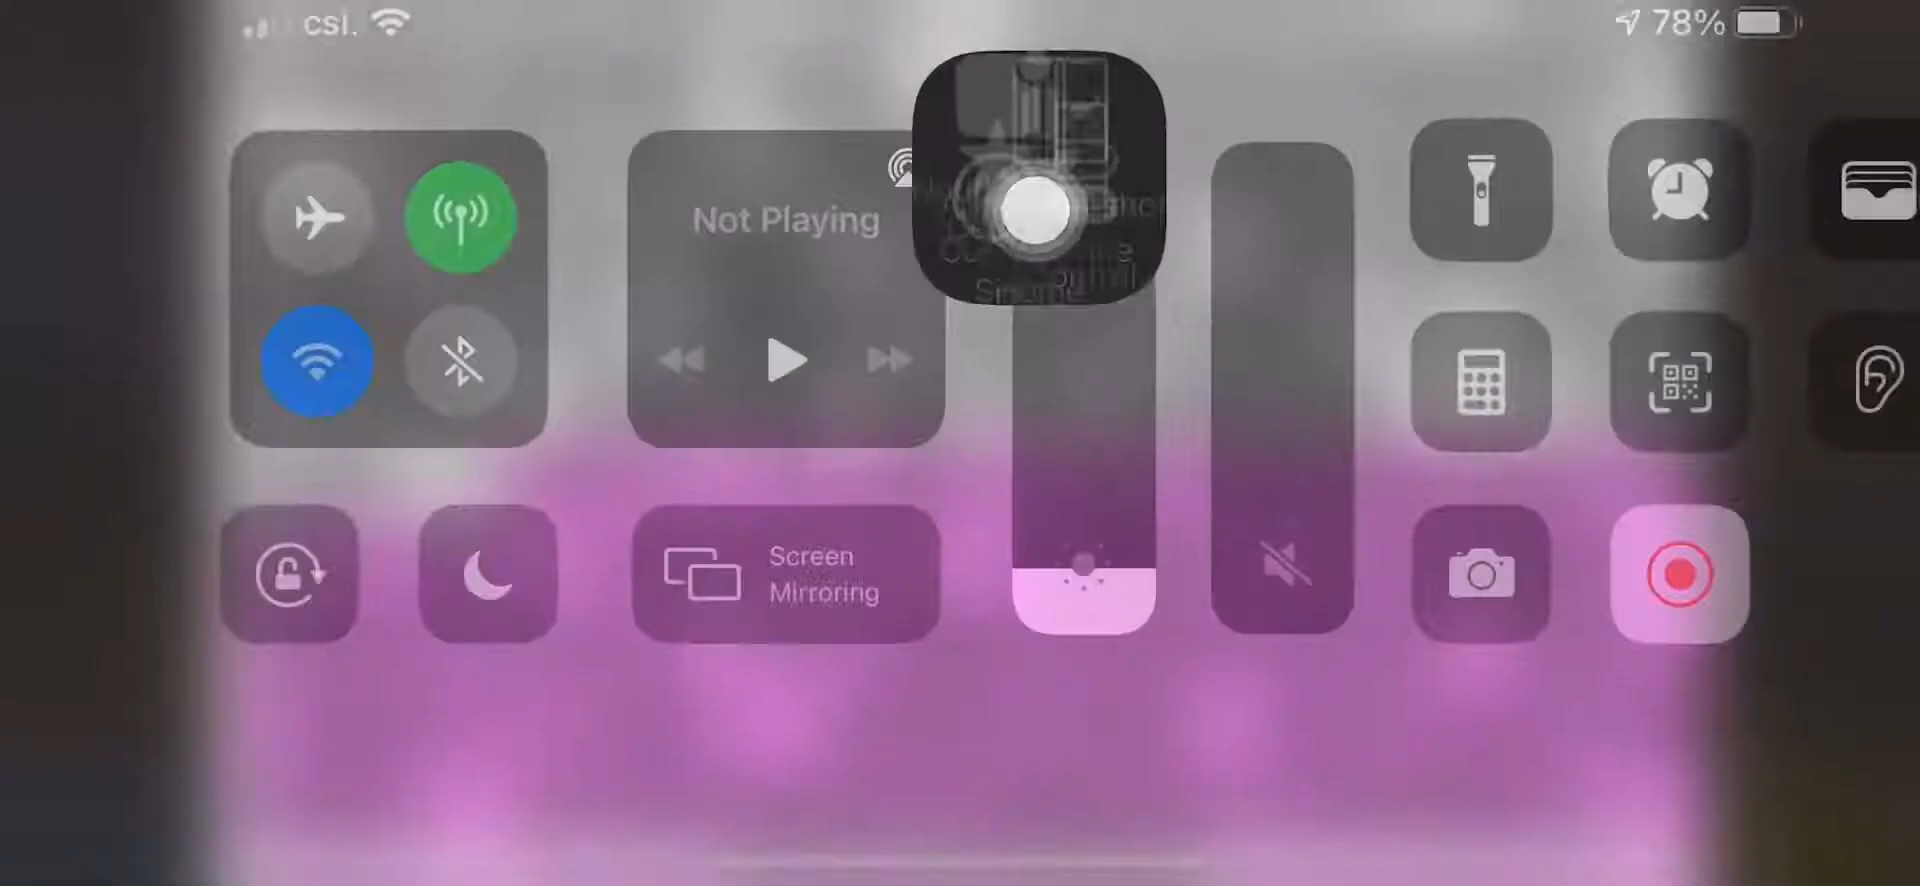 csl.
78%
Not Playing
Screen
Mirroring